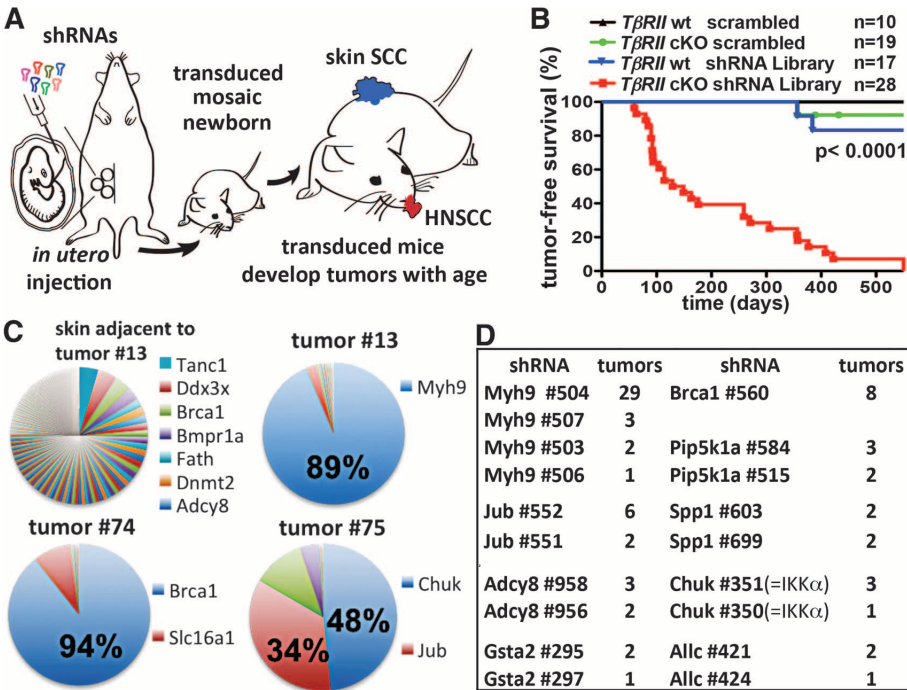 A
shRNAs
transduced
mosaic
newborn
skin SCC
HNSCC
in utero
injection
transduced mice
develop tumors with age
B
TβRII wt scrambled n=10
TβRII cKO scrambled n=19
TβRII wt shRNA Library n=17
TβRII cKO shRNA Library n=28
tumor-free survival (%)
100
80
60
40
20
0
p< 0.0001
0 100 200 300 400 500
time (days)
C
skin adjacent to
tumor #13
Tanc1
Ddx3x
Brca1
Bmpr1a
Fath
Dnmt2
Adcy8
tumor #13
Myh9
89%
tumor #74
Brca1
Slc16a1
94%
tumor #75
Chuk
Jub
48%
34%
D
shRNA tumors shRNA tumors
Myh9 #504 29 Brca1 #560 8
Myh9 #507 3
Myh9 #503 2 Pip5k1a #584 3
Myh9 #506 1 Pip5k1a #515 2
Jub #552 6 Spp1 #603 2
Jub #551 2 Spp1 #699 2
Adcy8 #958 3 Chuk #351(=IKKα) 3
Adcy8 #956 2 Chuk #350(=IKKα) 1
Gsta2 #295 2 Allc #421 2
Gsta2 #297 1 Allc #424 1